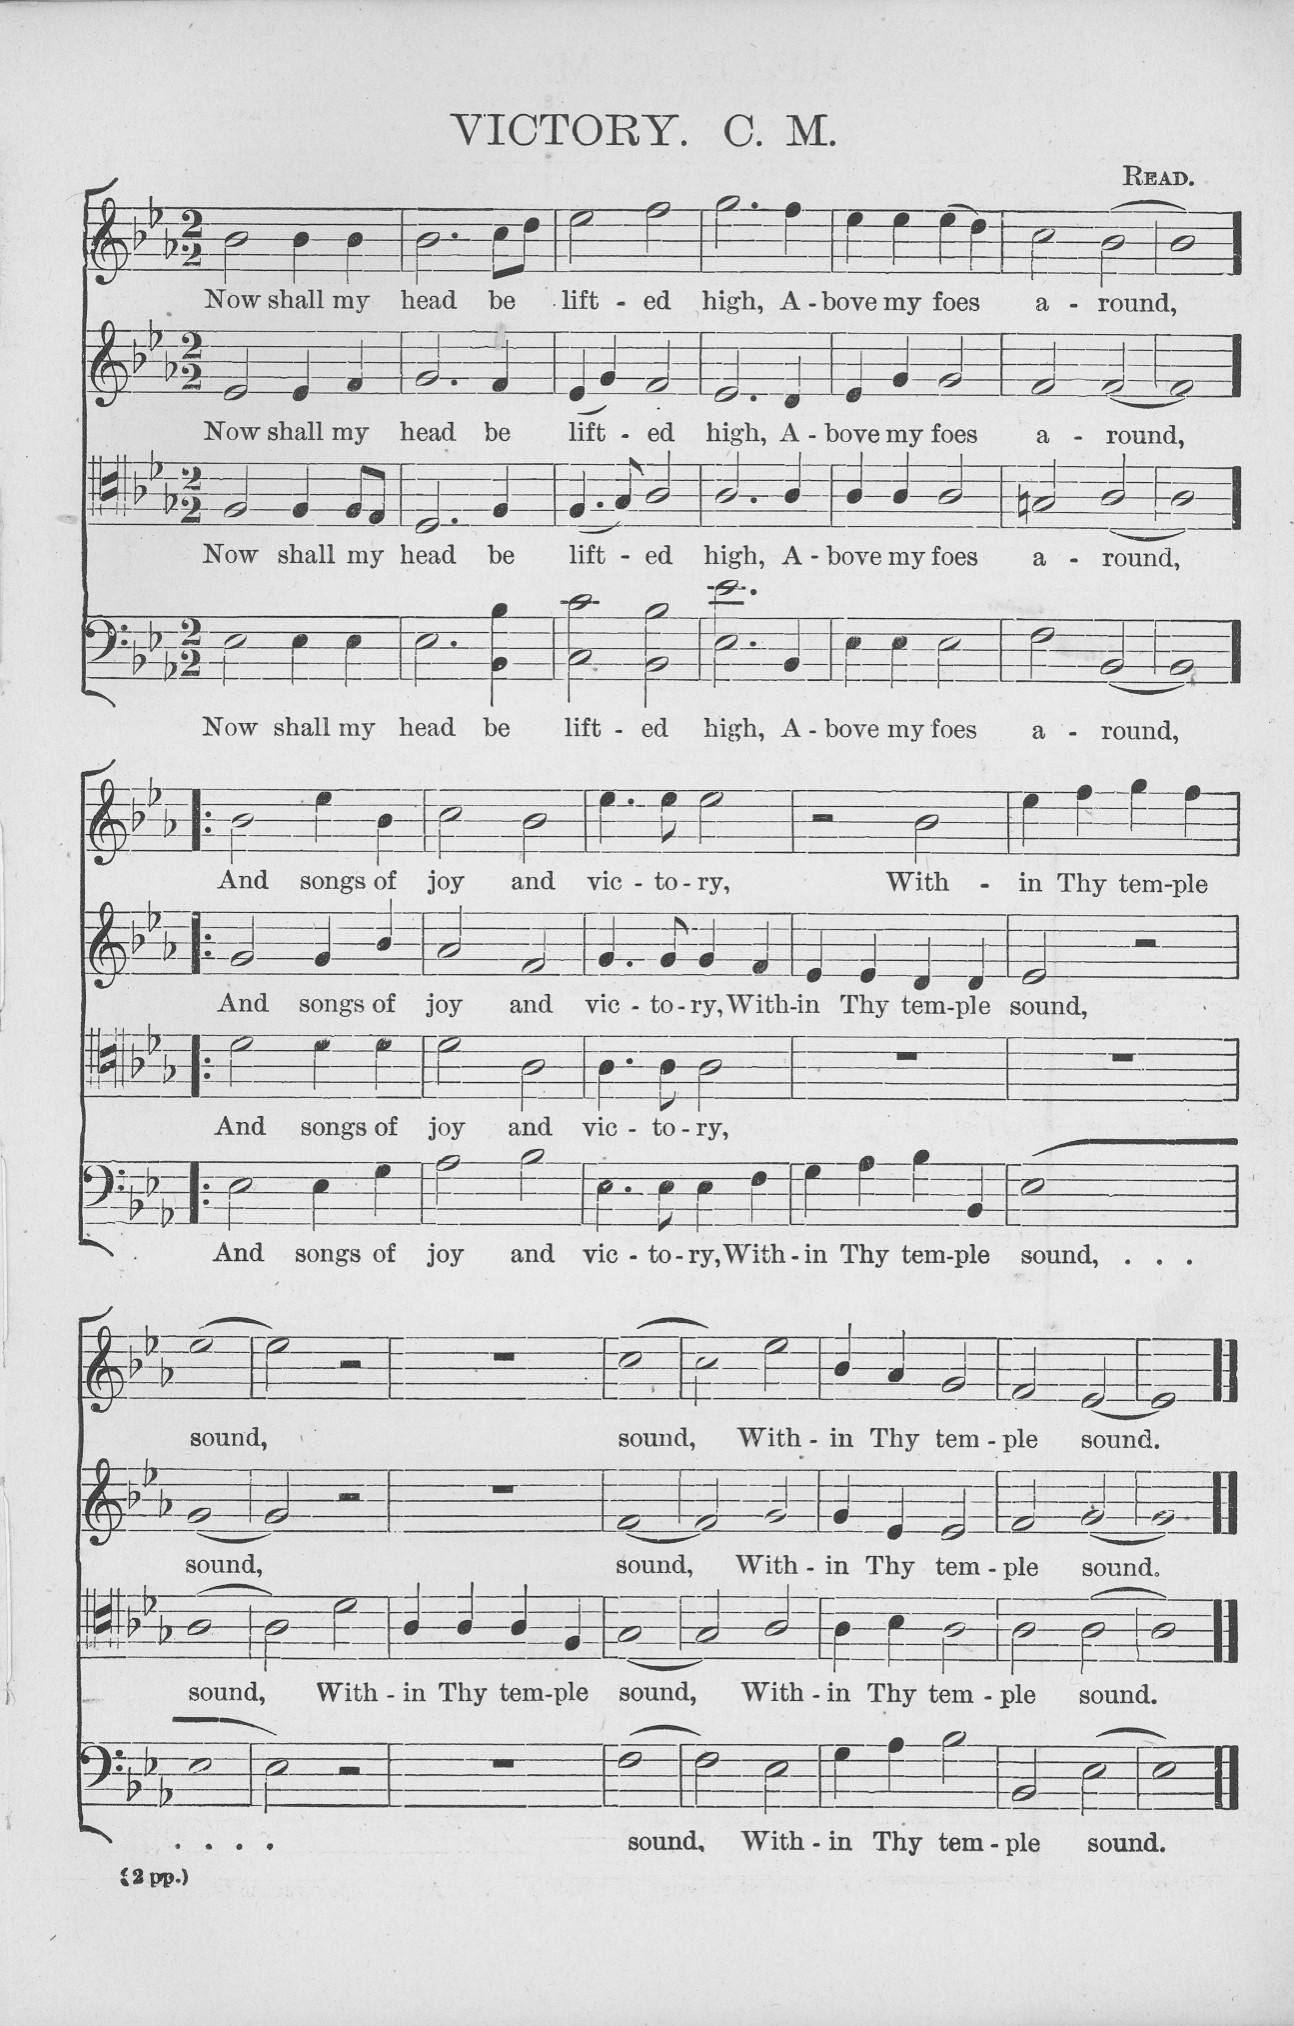 VICTORY. C. M.
READ.
Now shall my head be lift - ed high, A - bove my foes a - round,
Now shall my head be lift - ed high, A - bove my foes a - round,
Now shall my head be lift - ed high, A - bove my foes a - round,
Now shall my head be lift - ed high, A - bove my foes a - round,
And songs of joy and vic - to - ry, With - in Thy tem-ple
And songs of joy and vic - to - ry, With-in Thy tem-ple sound,
And songs of joy and vic - to - ry,
And songs of joy and vic - to - ry, With - in Thy tem-ple sound, . . .
sound, sound, With - in Thy tem - ple sound.
sound, sound, With - in Thy tem - ple sound.
sound, With - in Thy tem-ple sound, With - in Thy tem - ple sound.
. . . . sound, With - in Thy tem - ple sound.
(2 pp.)